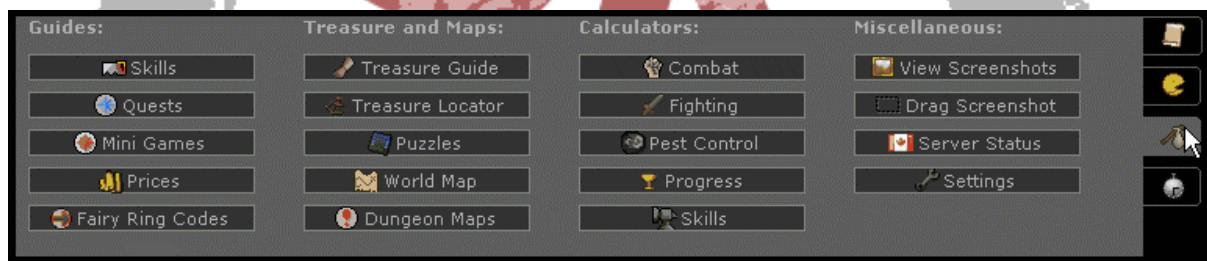 Guides: Treasure and Maps: Calculators: Miscellaneous:
Skills Treasure Guide Combat View Screenshots
Quests Treasure Locator Fighting Drag Screenshot
Mini Games Puzzles Pest Control Server Status
Prices World Map Progress Settings
Fairy Ring Codes Dungeon Maps Skills